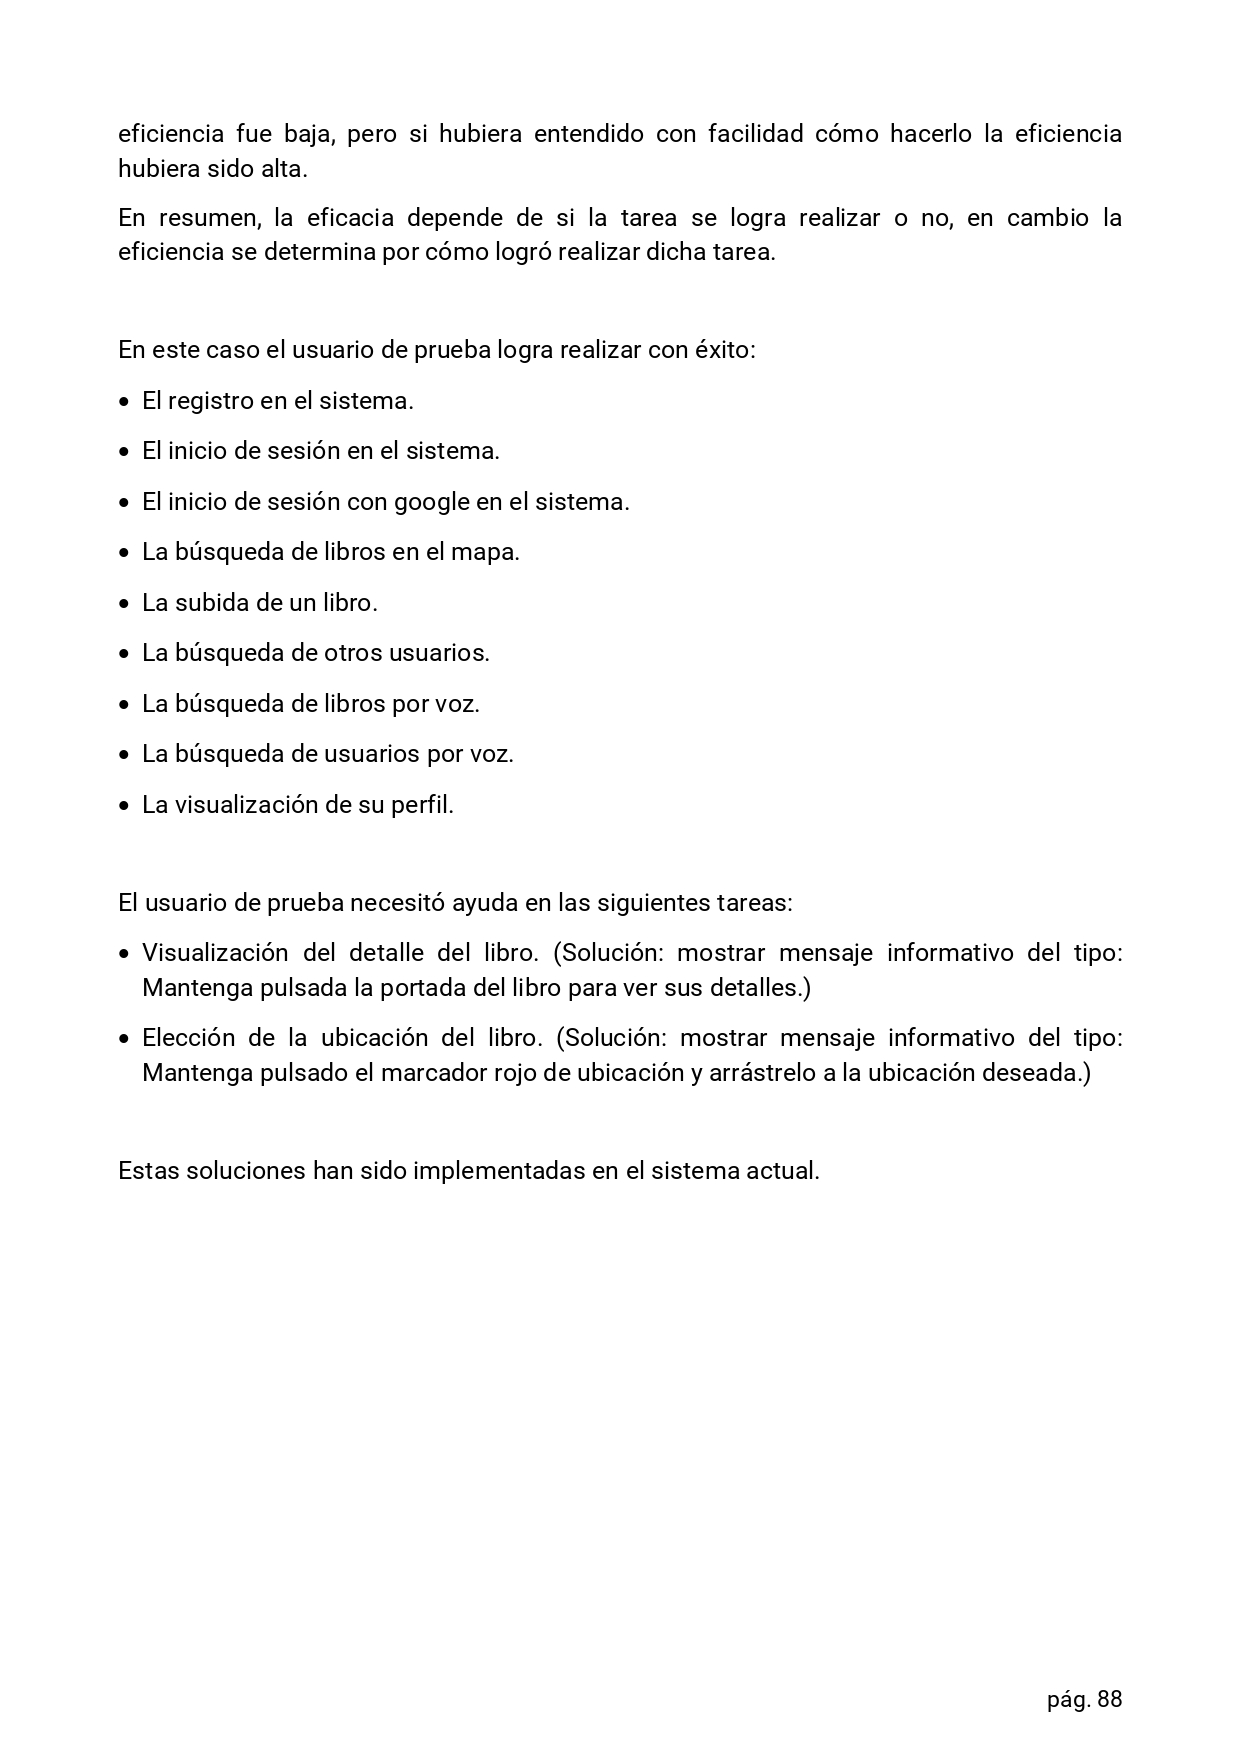 eficiencia fue baja, pero si hubiera entendido con facilidad cómo hacerlo la eficiencia
hubiera sido alta.
En resumen, la eficacia depende de si la tarea se logra realizar o no, en cambio la
eficiencia se determina por cómo logró realizar dicha tarea.
En este caso el usuario de prueba logra realizar con éxito:
• El registro en el sistema.
• El inicio de sesión en el sistema.
• El inicio de sesión con google en el sistema.
• La búsqueda de libros en el mapa.
• La subida de un libro.
• La búsqueda de otros usuarios.
• La búsqueda de libros por voz.
• La búsqueda de usuarios por voz.
• La visualización de su perfil.
El usuario de prueba necesitó ayuda en las siguientes tareas:
• Visualización del detalle del libro. (Solución: mostrar mensaje informativo del tipo:
Mantenga pulsada la portada del libro para ver sus detalles.)
• Elección de la ubicación del libro. (Solución: mostrar mensaje informativo del tipo:
Mantenga pulsado el marcador rojo de ubicación y arrástrelo a la ubicación deseada.)
Estas soluciones han sido implementadas en el sistema actual.
pág. 88